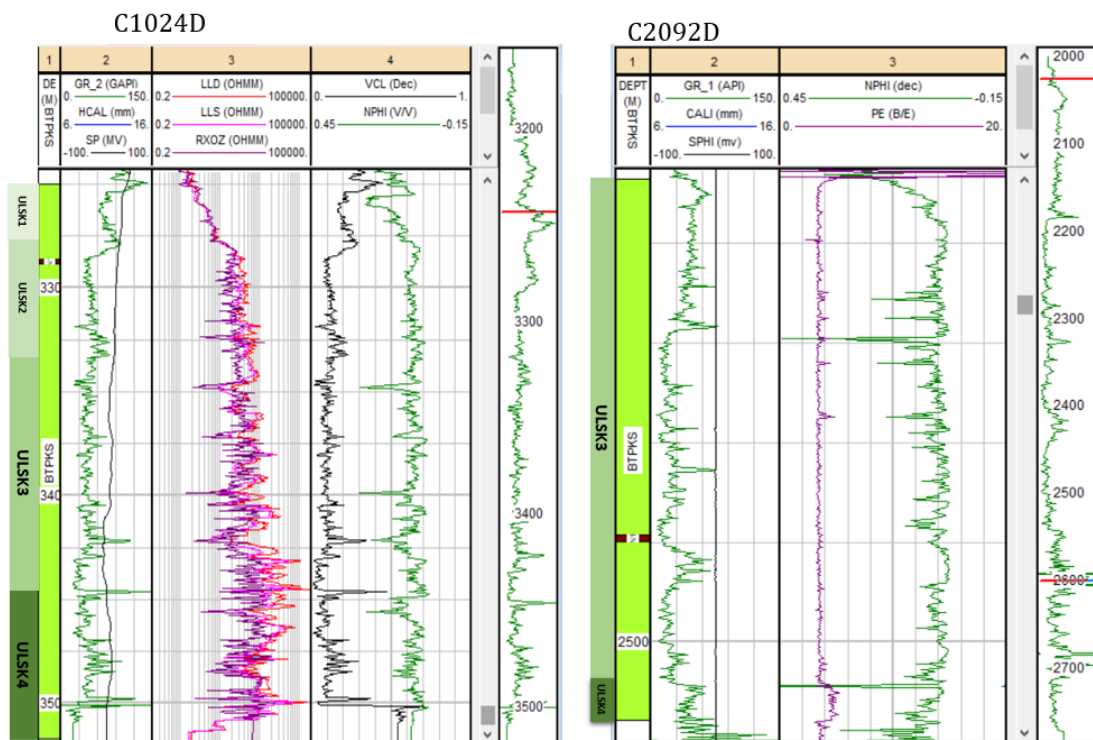 C1024D
1 2 3 4
DE GR_2 (GAPI) LLD (OHMM) VCL (Dec)
(M) 0. 150. 0.2 100000. 0. 1.
BTPKS HCAL (mm) LLS (OHMM) NPHI (V/V)
6. 16. 0.2 100000. 0.45 -0.15
SP (MV) RXOZ (OHMM)
-100. 100. 0.2 100000.
ULSK1
ULSK2
ULSK3
ULSK4
330
BTPKS
340
350
3200
3300
3400
3500
C2092D
1 2 3
DEPT GR_1 (API) NPHI (dec)
(M) 0. 150. 0.45 -0.15
BTPKS CALI (mm) PE (B/E)
6. 16. 0. 20.
SPHI (mv)
-100. 100.
ULSK3
BTPKS
2500
ULSK4
2000
2100
2200
2300
2400
2500
2600
2700